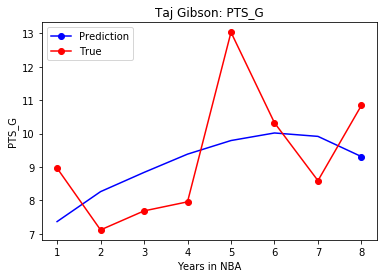 Taj Gibson: PTS_G
Prediction
True
PTS_G
13
12
11
10
9
8
7
1 2 3 4 5 6 7 8
Years in NBA